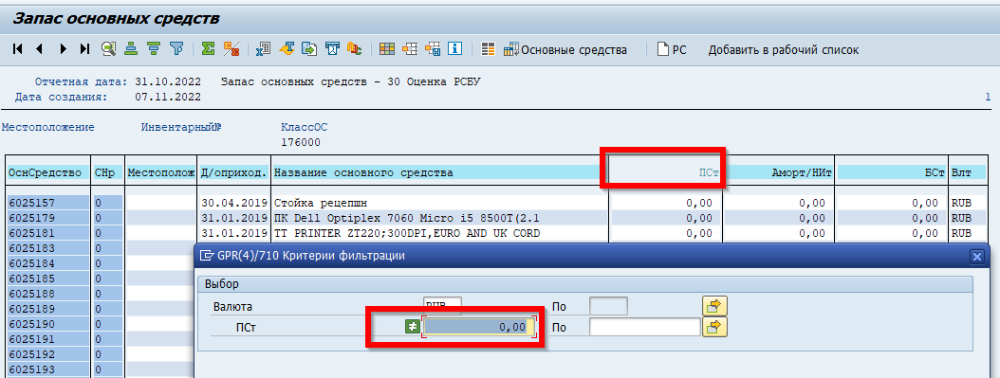 Запас основных средств
Основные средства РС Добавить в рабочий список
Отчетная дата: 31.10.2022 Запас основных средств - 30 Оценка РСБУ
Дата создания: 07.11.2022 1
Местоположение Инвентарный№ КлассОС
176000
ОснСредство СНр Местополож Д/оприход. Название основного средства ПСт Аморт/НИт БСт Влт
6025157 0 30.04.2019 Стойка рецепшн 0,00 0,00 0,00 RUB
6025179 0 31.01.2019 ПК Dell Optiplex 7060 Micro i5 8500T(2.1 0,00 0,00 0,00 RUB
6025181 0 31.01.2019 TT PRINTER ZT220;300DPI,EURO AND UK CORD 0,00 0,00 0,00 RUB
6025183 0
GPR(4)/710 Критерии фильтрации
6025184 0
6025185 0
Выбор
6025188 0
Валюта RUB По
6025189 0
ПСт ≠ 0,00 По
6025190 0
6025191 0
6025192 0
6025193 0